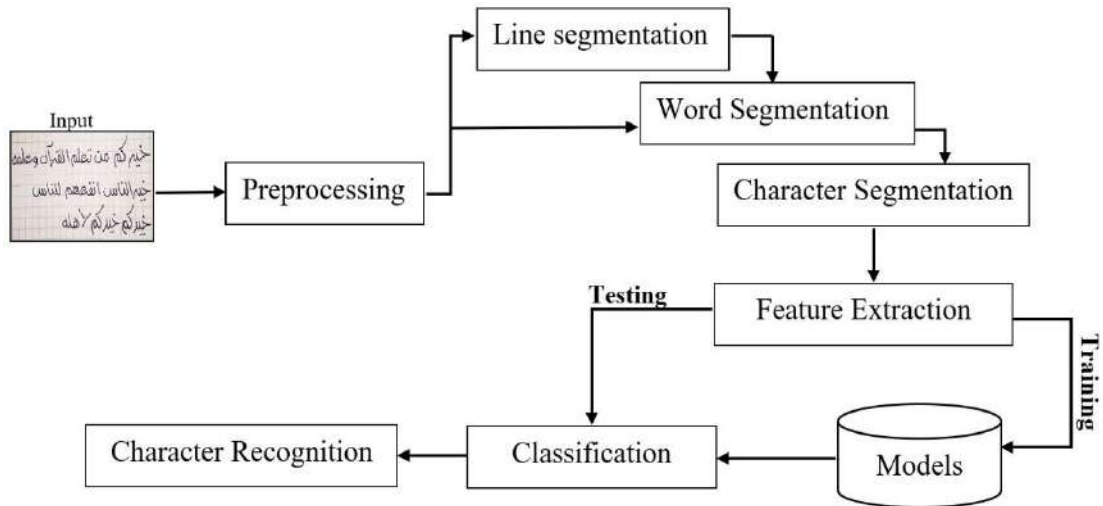 Line segmentation
Word Segmentation
Input
خيركم من تعلم القرآن وعلمه
خير الناس انفعهم للناس
خيركم خيركم لأهله
Preprocessing
Character Segmentation
Testing
Feature Extraction
Training
Character Recognition
Classification
Models